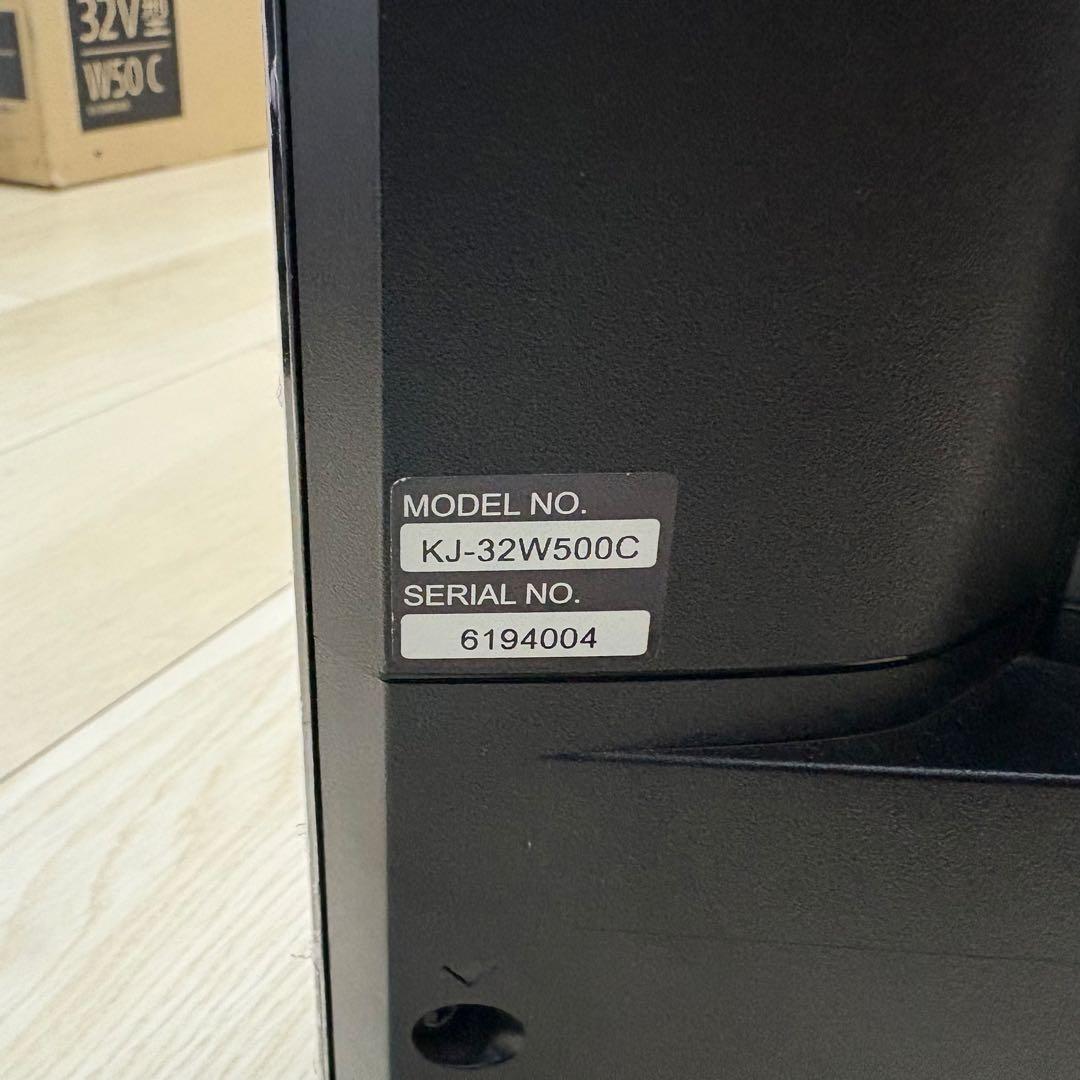 32V型
W50C
MODEL NO.
KJ-32W500C
SERIAL NO.
6194004